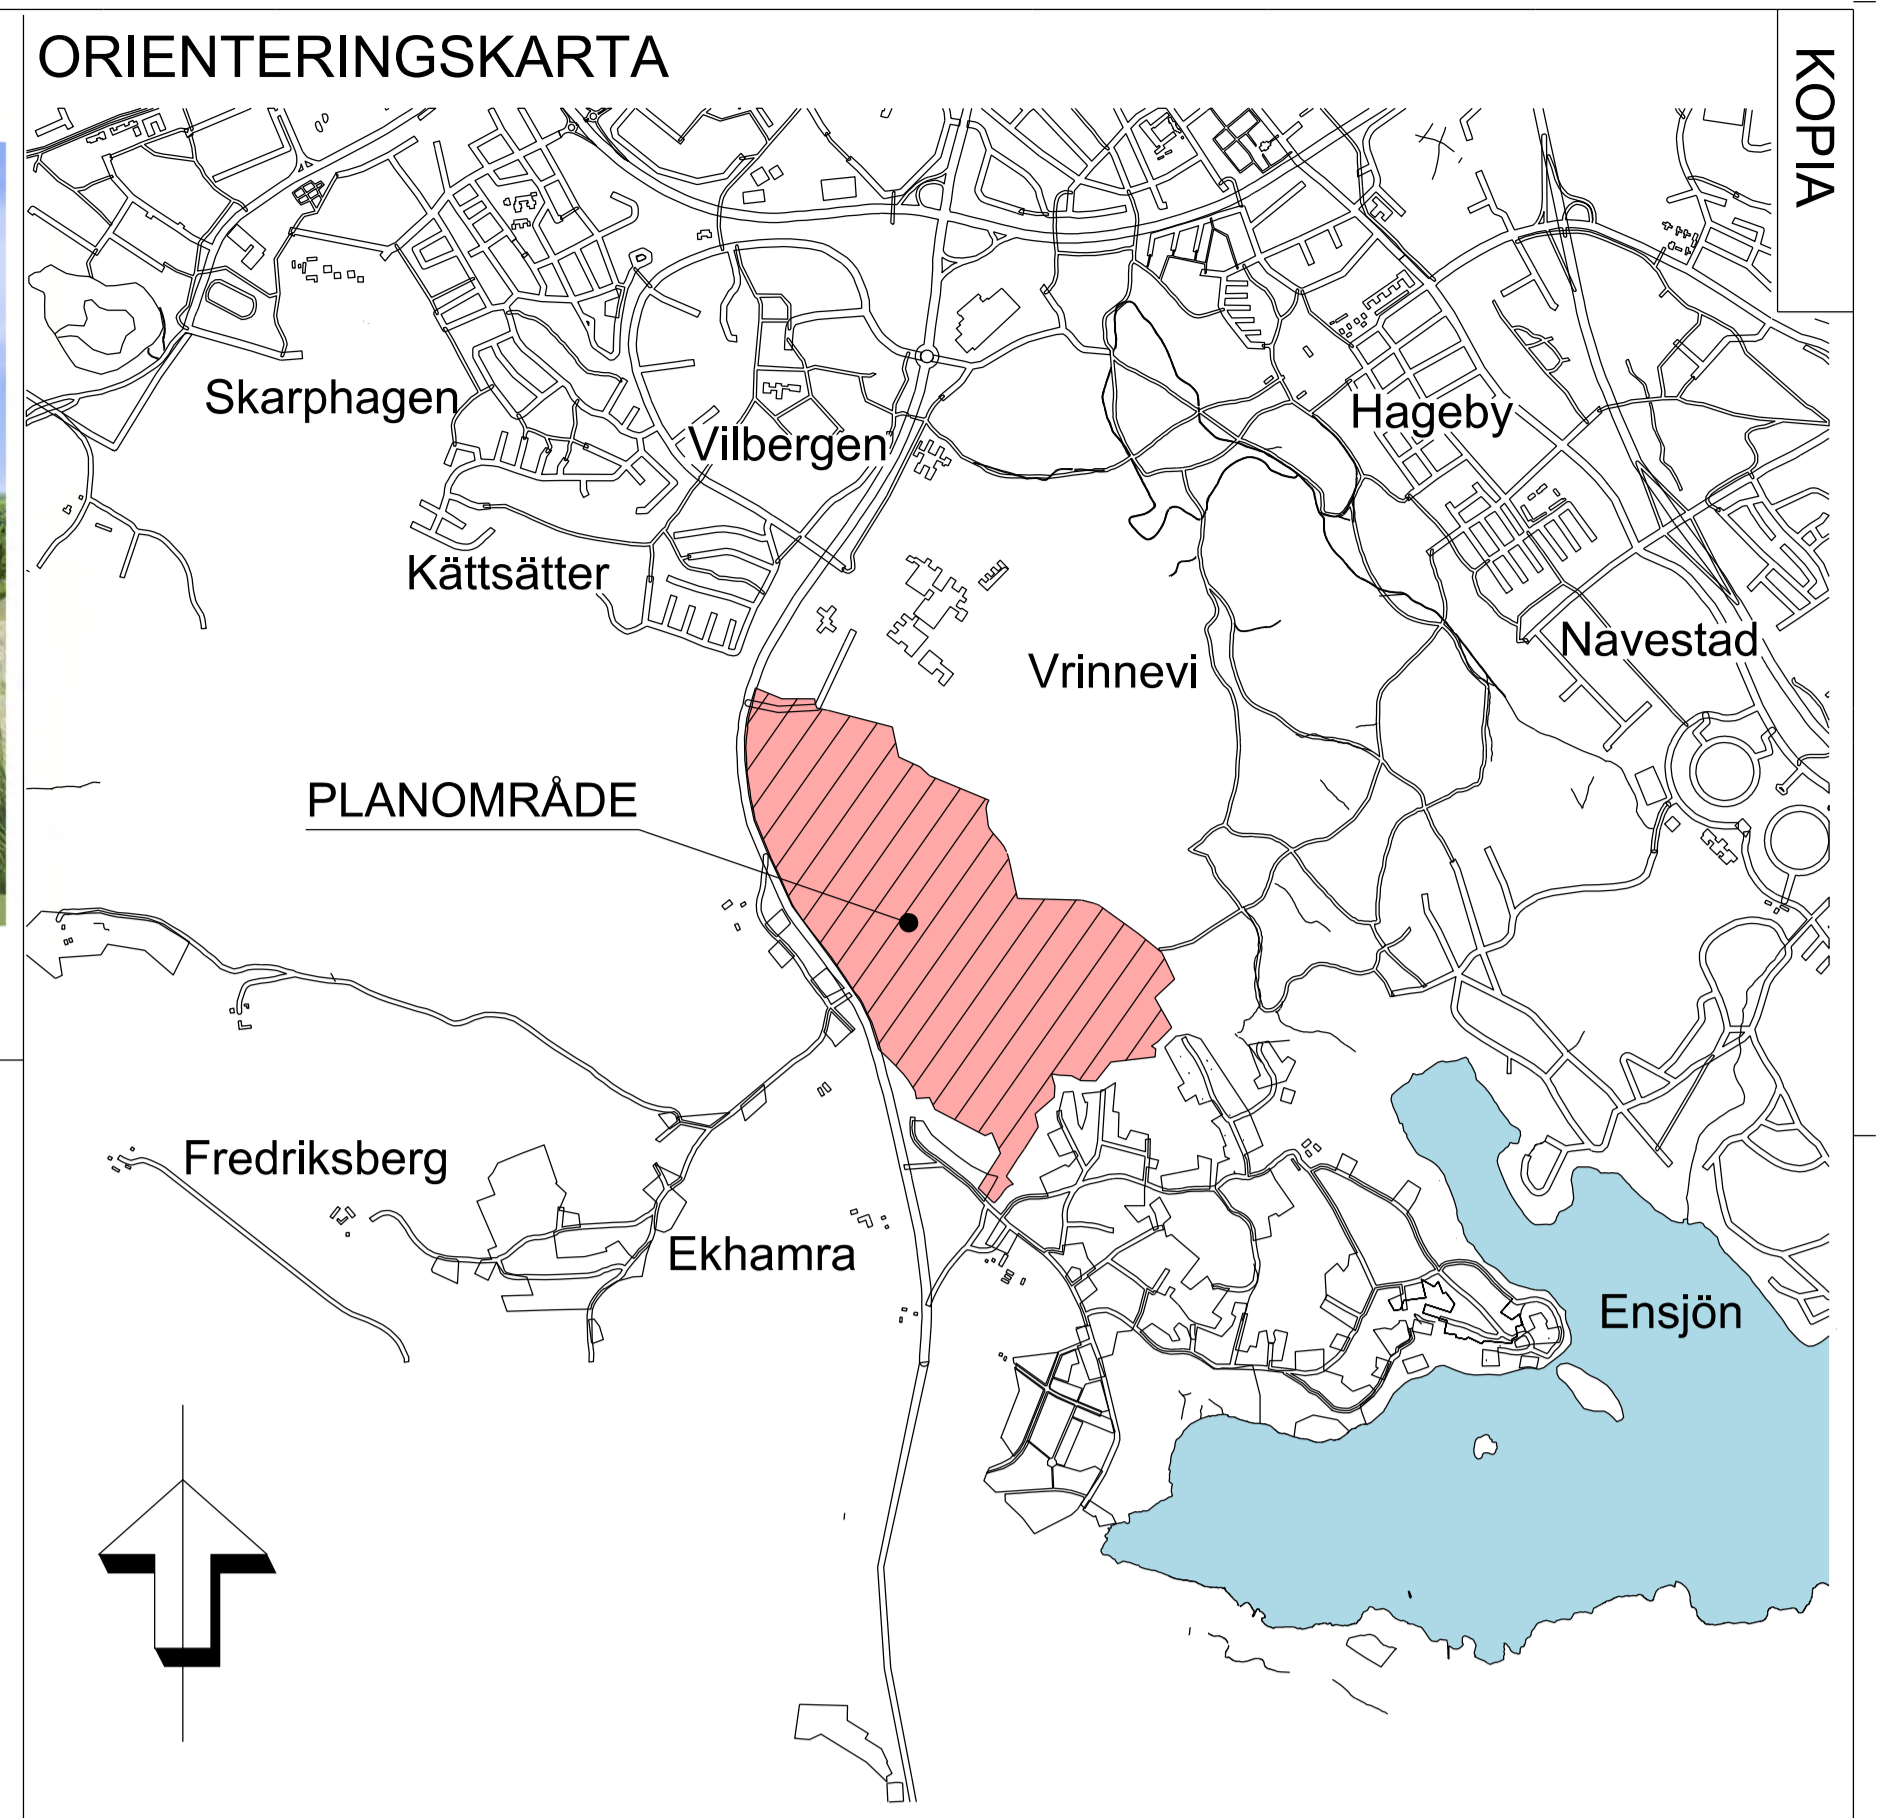 ORIENTERINGSKARTA
KOPIA
Skarphagen
Vilbergen
Hageby
Kättsätter
Vrinnevi
Navestad
PLANOMRÅDE
Fredriksberg
Ekhamra
Ensjön